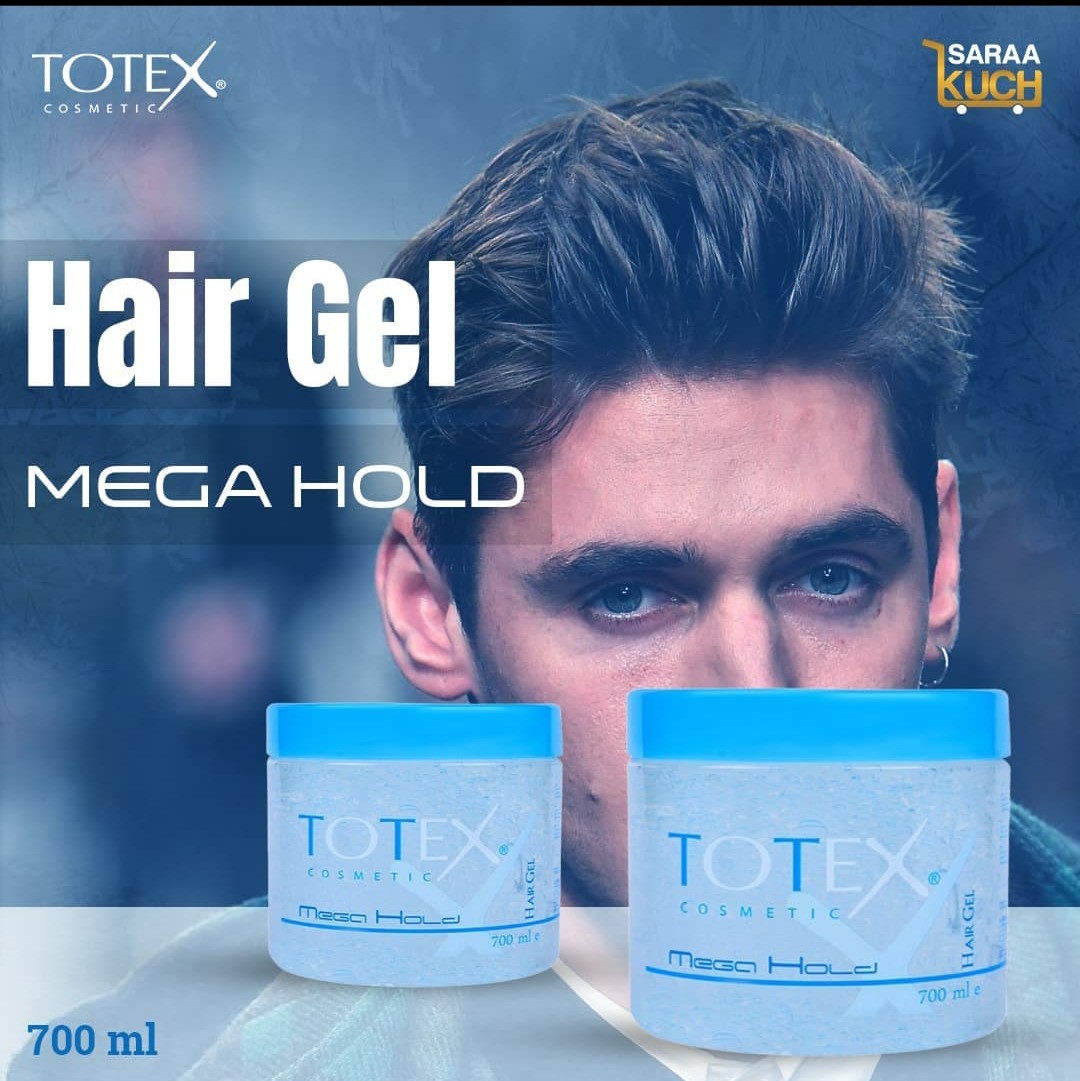 TOTEX®
COSMETIC
SARAA
KUCH
Hair Gel
MEGA HOLD
TOTEX®
COSMETIC
Mega Hold
HAIR GEL
700 ml e
TOTEX®
COSMETIC
Mega Hold
HAIR GEL
700 ml e
700 ml